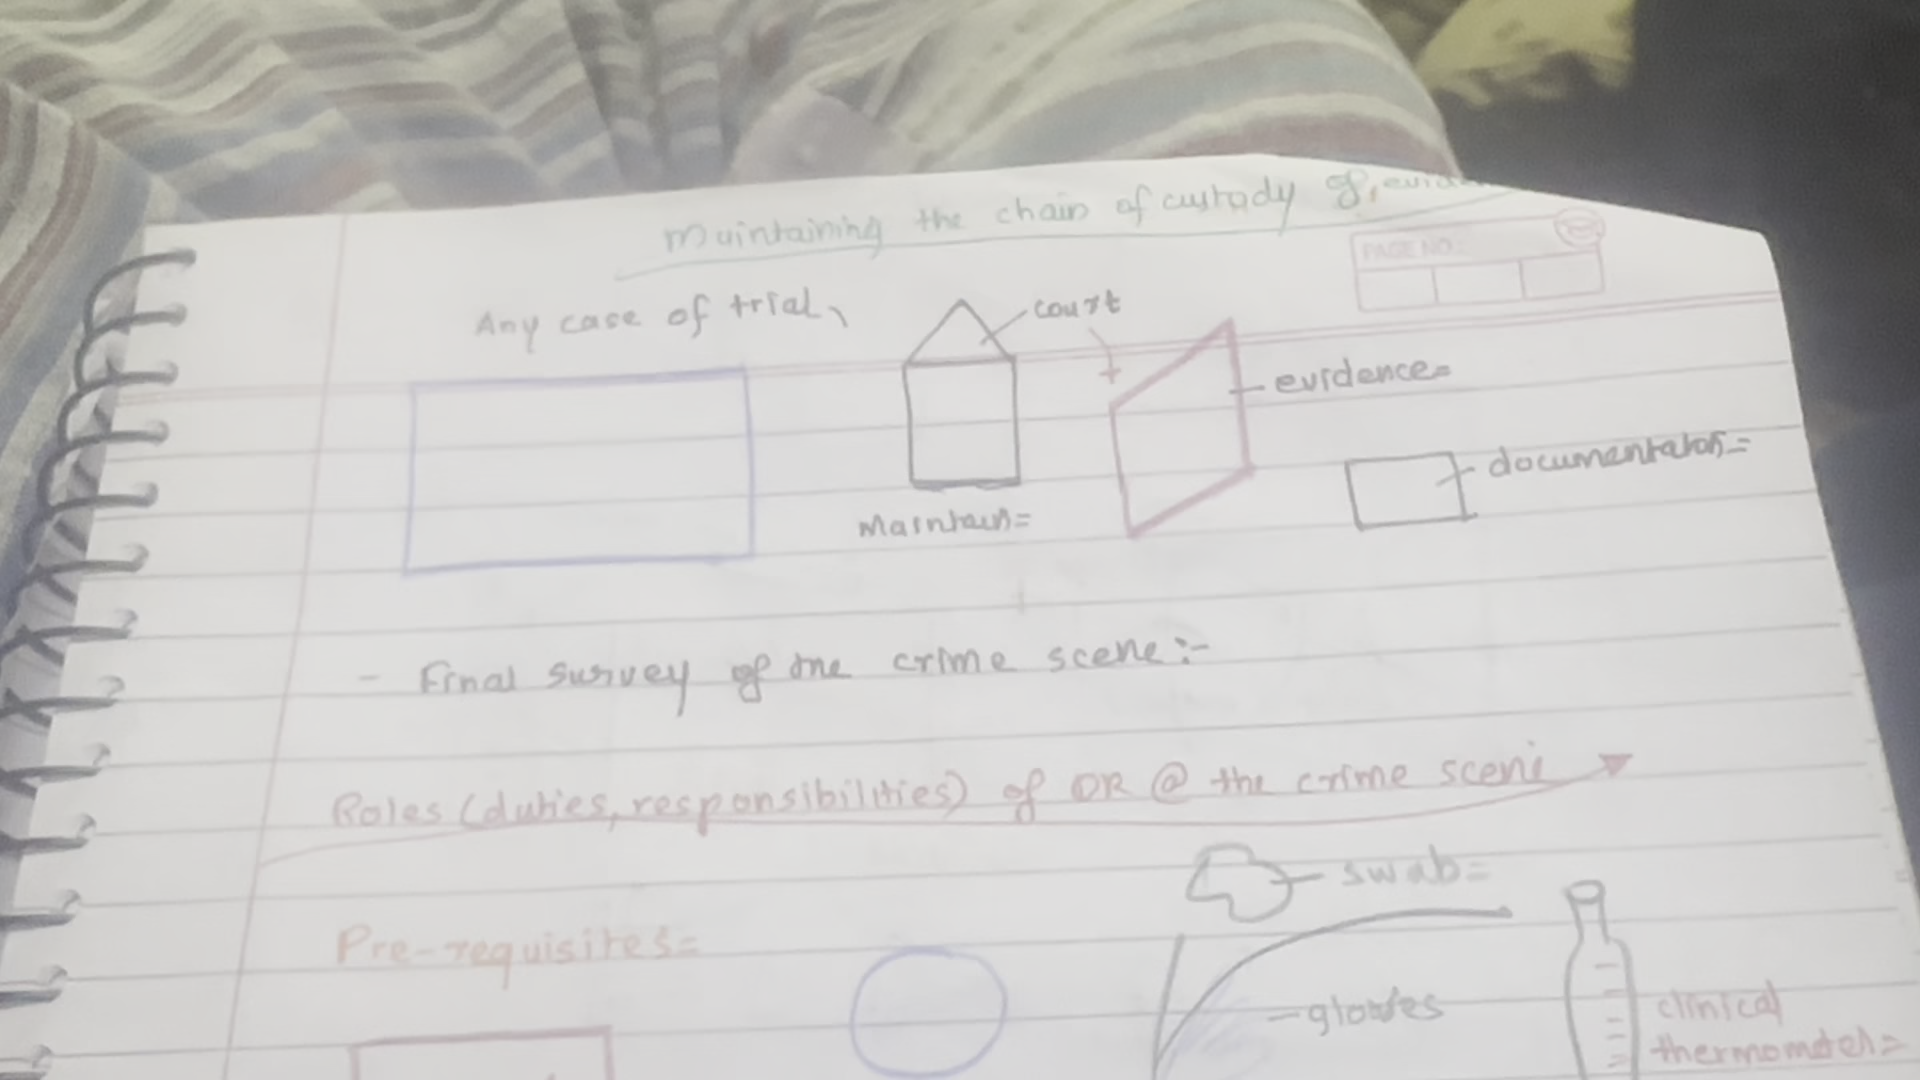 Maintaining the chain of custody of
PAGE NO.:
Any case of trial,
court
evidence=
documentation=
Maintain=
- Final survey of the crime scene:-
Roles (duties, responsibilities) of DR @ the crime scene
swab=
Pre-requisites=
-gloves
clinical
thermometer=